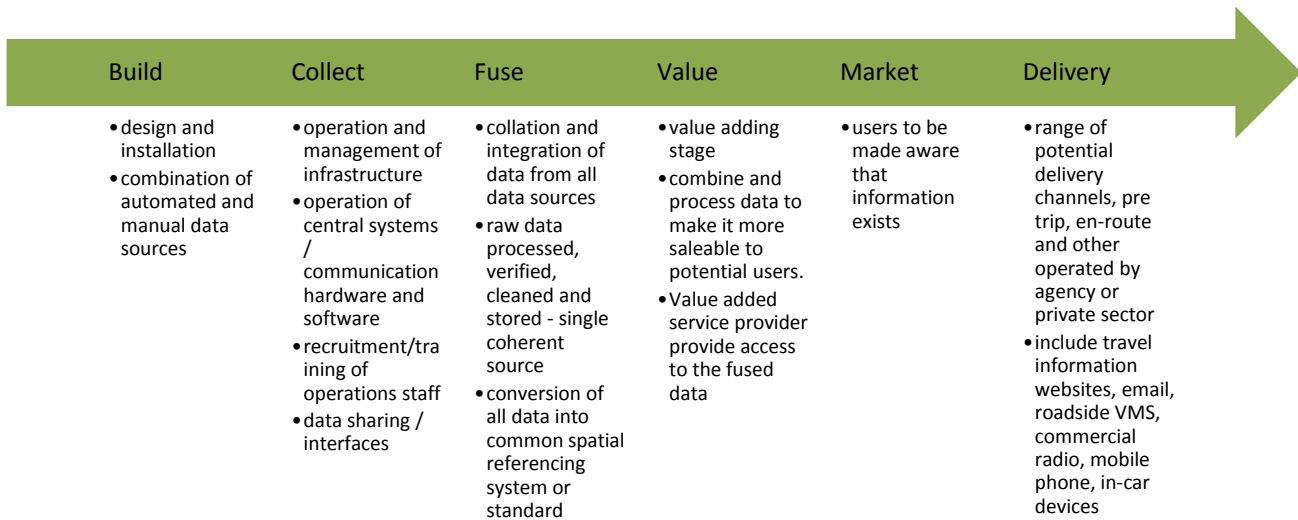 Build
Collect
Fuse
Value
Market
Delivery
•design and
installation
•combination of
automated and
manual data
sources
•operation and
management of
infrastructure
•operation of
central systems
/
communication
hardware and
software
•recruitment/tra
ining of
operations staff
•data sharing /
interfaces
•collation and
integration of
data from all
data sources
•raw data
processed,
verified,
cleaned and
stored - single
coherent
source
•conversion of
all data into
common spatial
referencing
system or
standard
•value adding
stage
•combine and
process data to
make it more
saleable to
potential users.
•Value added
service provider
provide access
to the fused
data
•users to be
made aware
that
information
exists
•range of
potential
delivery
channels, pre
trip, en-route
and other
operated by
agency or
private sector
•include travel
information
websites, email,
roadside VMS,
commercial
radio, mobile
phone, in-car
devices